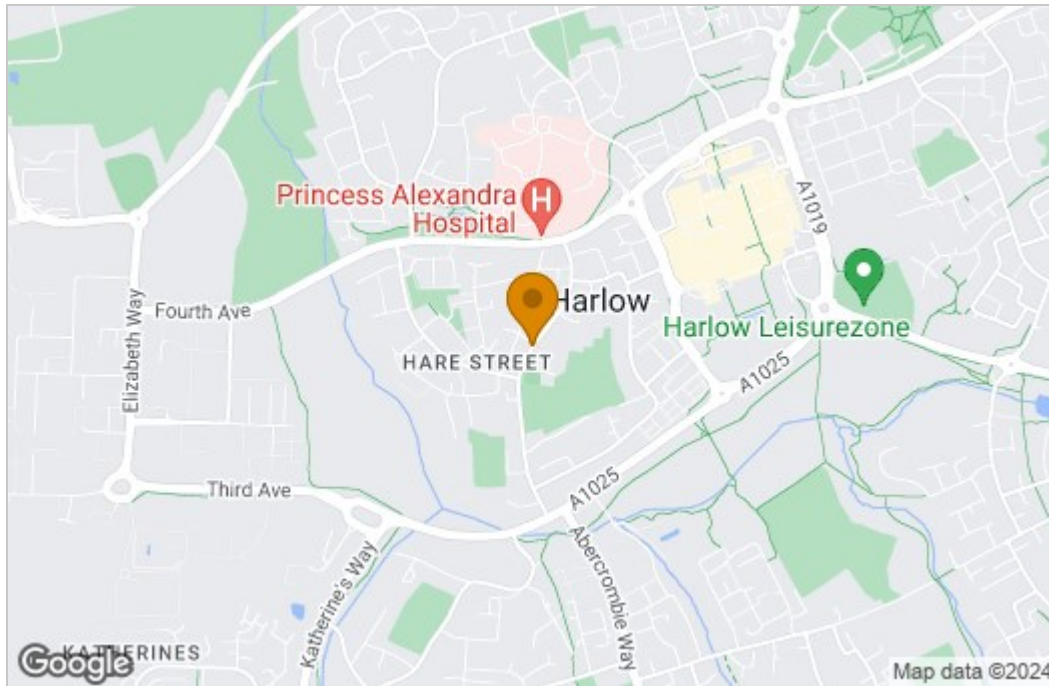 Princess Alexandra
Hospital
H
A1019
Fourth Ave
Harlow
Harlow Leisurezone
HARE STREET
Elizabeth Way
A1025
Third Ave
A1025
Katherine's Way
Abercrombie Way
KATHERINES
Google
Map data ©2024